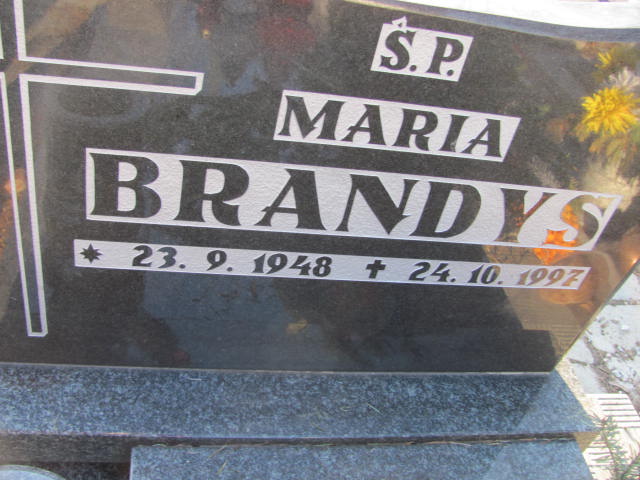 Ś.P.
MARIA
BRANDYS
* 23. 9. 1948 ✝ 24. 10. 1997